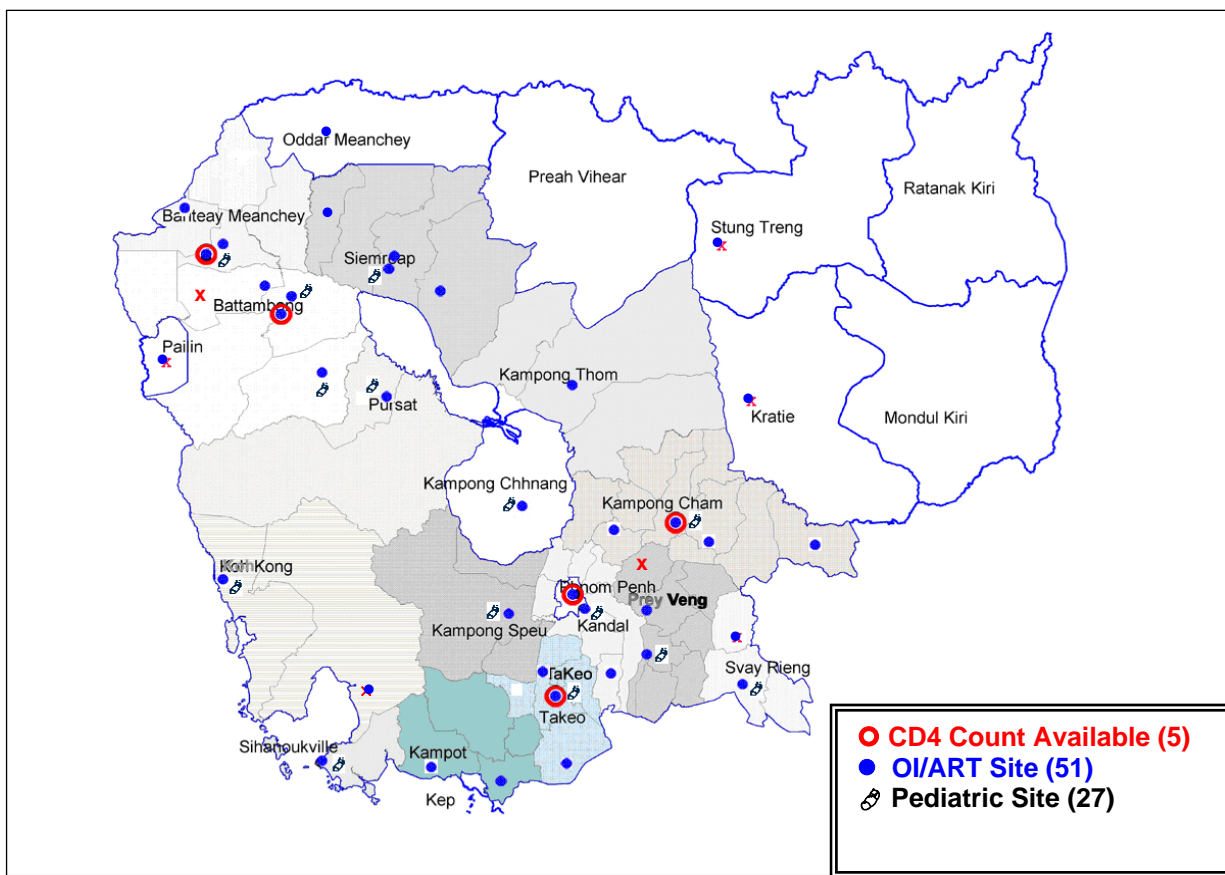 Oddar Meanchey
Preah Vihear
Ratanak Kiri
Banteay Meanchey
Stung Treng
Siemreap
x
x
Battambang
Pailin
x
Kampong Thom
Pursat
Kratie
x
Mondul Kiri
Kampong Chhnang
Kampong Cham
x
Koh Kong
Phnom Penh
Prey Veng
Kandal
Kampong Speu
x
Svay Rieng
TaKeo
x
Takeo
Sihanoukville
Kampot
Kep
CD4 Count Available (5)
OI/ART Site (51)
Pediatric Site (27)